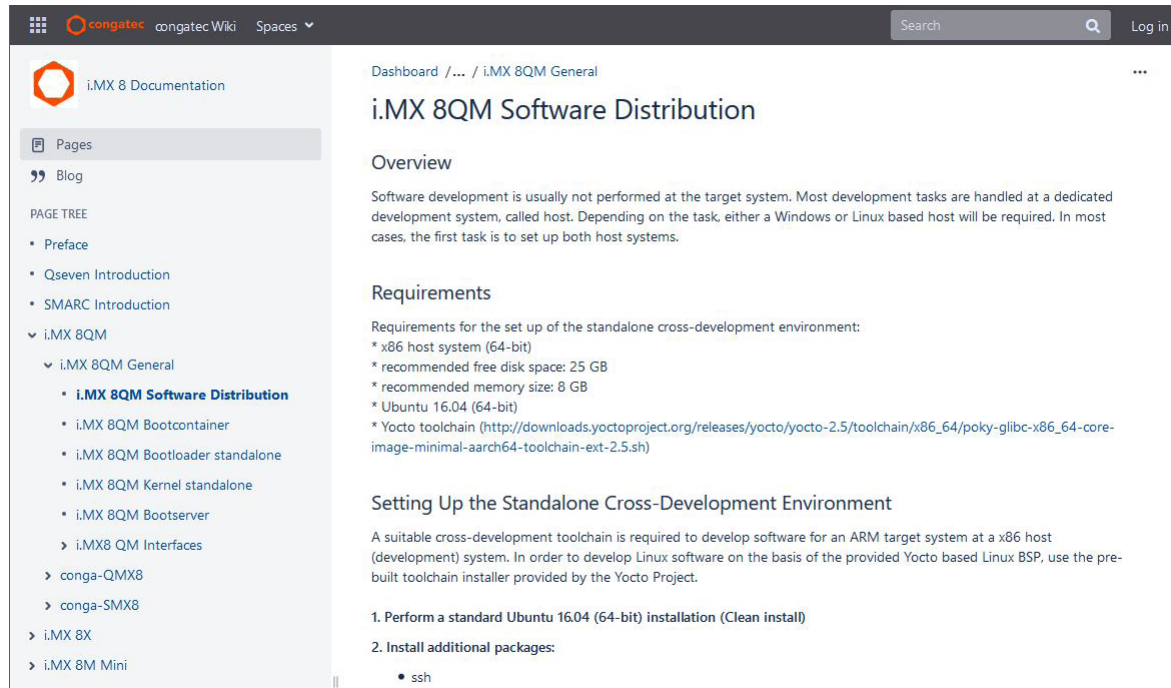 congatec congatec Wiki Spaces Search Log in
i.MX 8 Documentation
Pages
Blog
PAGE TREE
• Preface
• Qseven Introduction
• SMARC Introduction
i.MX 8QM
i.MX 8QM General
• i.MX 8QM Software Distribution
• i.MX 8QM Bootcontainer
• i.MX 8QM Bootloader standalone
• i.MX 8QM Kernel standalone
• i.MX 8QM Bootserver
i.MX8 QM Interfaces
conga-QMX8
conga-SMX8
i.MX 8X
i.MX 8M Mini
Dashboard /... / i.MX 8QM General
i.MX 8QM Software Distribution
Overview
Software development is usually not performed at the target system. Most development tasks are handled at a dedicated
development system, called host. Depending on the task, either a Windows or Linux based host will be required. In most
cases, the first task is to set up both host systems.
Requirements
Requirements for the set up of the standalone cross-development environment:
* x86 host system (64-bit)
* recommended free disk space: 25 GB
* recommended memory size: 8 GB
* Ubuntu 16.04 (64-bit)
* Yocto toolchain (http://downloads.yoctoproject.org/releases/yocto/yocto-2.5/toolchain/x86_64/poky-glibc-x86_64-core-
image-minimal-aarch64-toolchain-ext-2.5.sh)
Setting Up the Standalone Cross-Development Environment
A suitable cross-development toolchain is required to develop software for an ARM target system at a x86 host
(development) system. In order to develop Linux software on the basis of the provided Yocto based Linux BSP, use the pre-
built toolchain installer provided by the Yocto Project.
1. Perform a standard Ubuntu 16.04 (64-bit) installation (Clean install)
2. Install additional packages:
• ssh